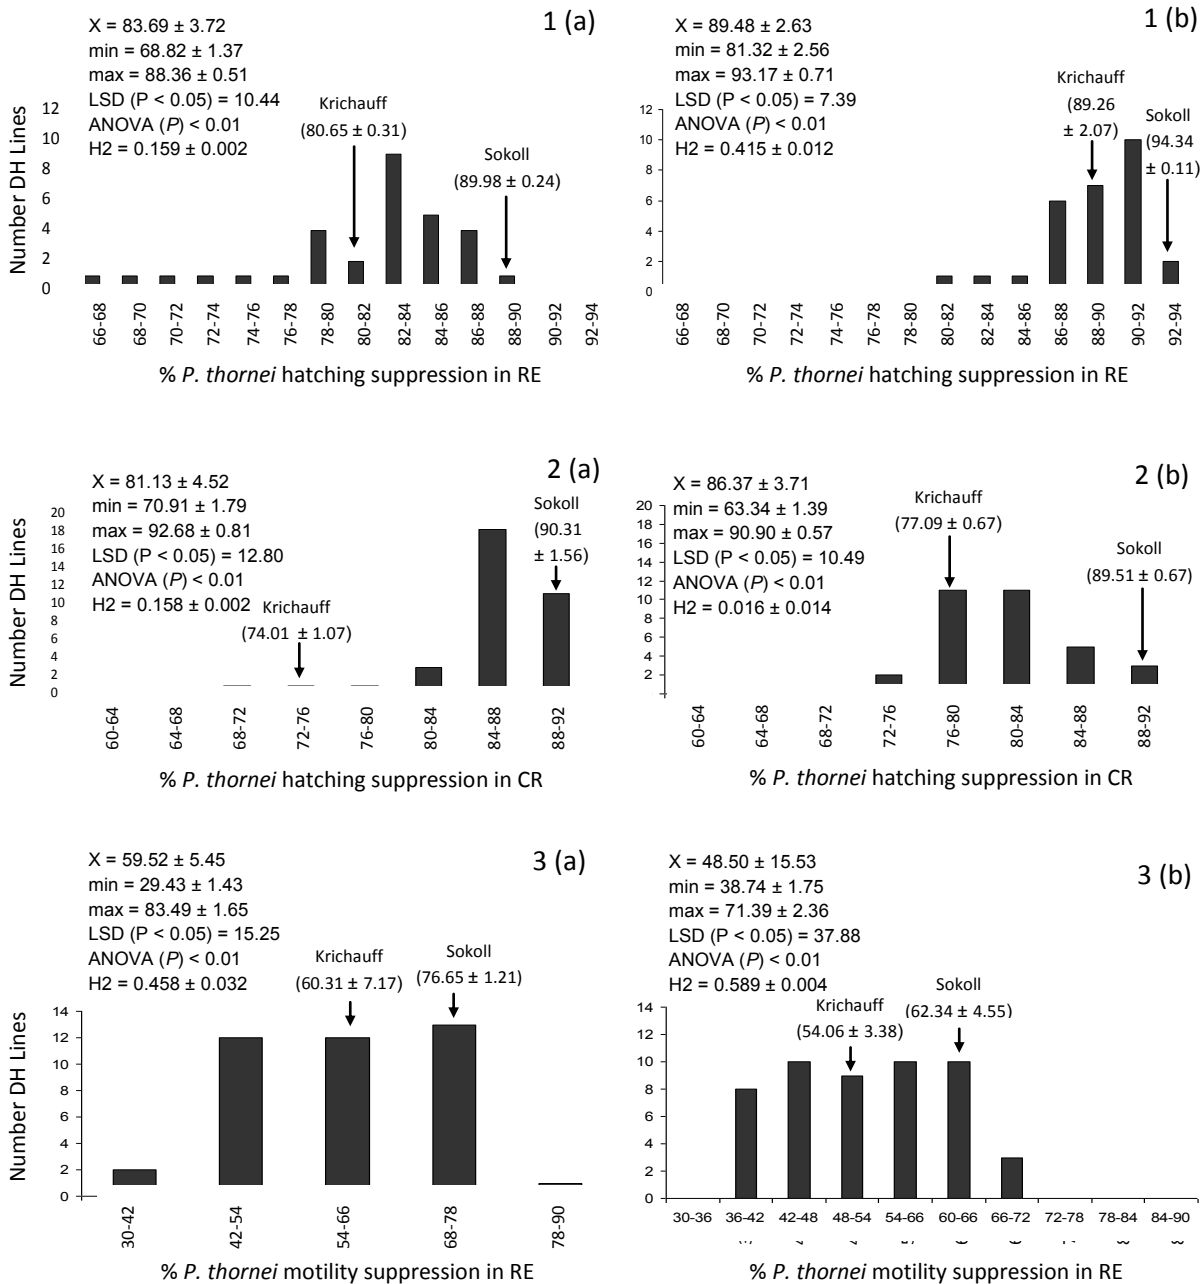 1 (a)
X = 83.69 ± 3.72
min = 68.82 ± 1.37
max = 88.36 ± 0.51
LSD (P < 0.05) = 10.44
ANOVA (P) < 0.01
H2 = 0.159 ± 0.002
Krichauff
(80.65 ± 0.31)
Sokoll
(89.98 ± 0.24)
Number DH Lines
12
10
8
6
4
2
0
66-68
68-70
70-72
72-74
74-76
76-78
78-80
80-82
82-84
84-86
86-88
88-90
90-92
92-94
% P. thornei hatching suppression in RE
1 (b)
X = 89.48 ± 2.63
min = 81.32 ± 2.56
max = 93.17 ± 0.71
LSD (P < 0.05) = 7.39
ANOVA (P) < 0.01
H2 = 0.415 ± 0.012
Krichauff
(89.26
± 2.07)
Sokoll
(94.34
± 0.11)
12
10
8
6
4
2
0
66-68
68-70
70-72
72-74
74-76
76-78
78-80
80-82
82-84
84-86
86-88
88-90
90-92
92-94
% P. thornei hatching suppression in RE
2 (a)
X = 81.13 ± 4.52
min = 70.91 ± 1.79
max = 92.68 ± 0.81
LSD (P < 0.05) = 12.80
ANOVA (P) < 0.01
H2 = 0.158 ± 0.002
Krichauff
(74.01 ± 1.07)
Sokoll
(90.31
± 1.56)
Number DH Lines
20
18
16
14
12
10
8
6
4
2
0
60-64
64-68
68-72
72-76
76-80
80-84
84-88
88-92
% P. thornei hatching suppression in CR
2 (b)
X = 86.37 ± 3.71
min = 63.34 ± 1.39
max = 90.90 ± 0.57
LSD (P < 0.05) = 10.49
ANOVA (P) < 0.01
H2 = 0.016 ± 0.014
Krichauff
(77.09 ± 0.67)
Sokoll
(89.51 ± 0.67)
20
18
16
14
12
10
8
6
4
2
60-64
64-68
68-72
72-76
76-80
80-84
84-88
88-92
% P. thornei hatching suppression in CR
3 (a)
X = 59.52 ± 5.45
min = 29.43 ± 1.43
max = 83.49 ± 1.65
LSD (P < 0.05) = 15.25
ANOVA (P) < 0.01
H2 = 0.458 ± 0.032
Krichauff
(60.31 ± 7.17)
Sokoll
(76.65 ± 1.21)
Number DH Lines
14
12
10
8
6
4
2
0
30-42
42-54
54-66
68-78
78-90
% P. thornei motility suppression in RE
3 (b)
X = 48.50 ± 15.53
min = 38.74 ± 1.75
max = 71.39 ± 2.36
LSD (P < 0.05) = 37.88
ANOVA (P) < 0.01
H2 = 0.589 ± 0.004
Krichauff
(54.06 ± 3.38)
Sokoll
(62.34 ± 4.55)
14
12
10
8
6
4
2
0
30-36
36-42
42-48
48-54
54-66
60-66
66-72
72-78
78-84
84-90
% P. thornei motility suppression in RE